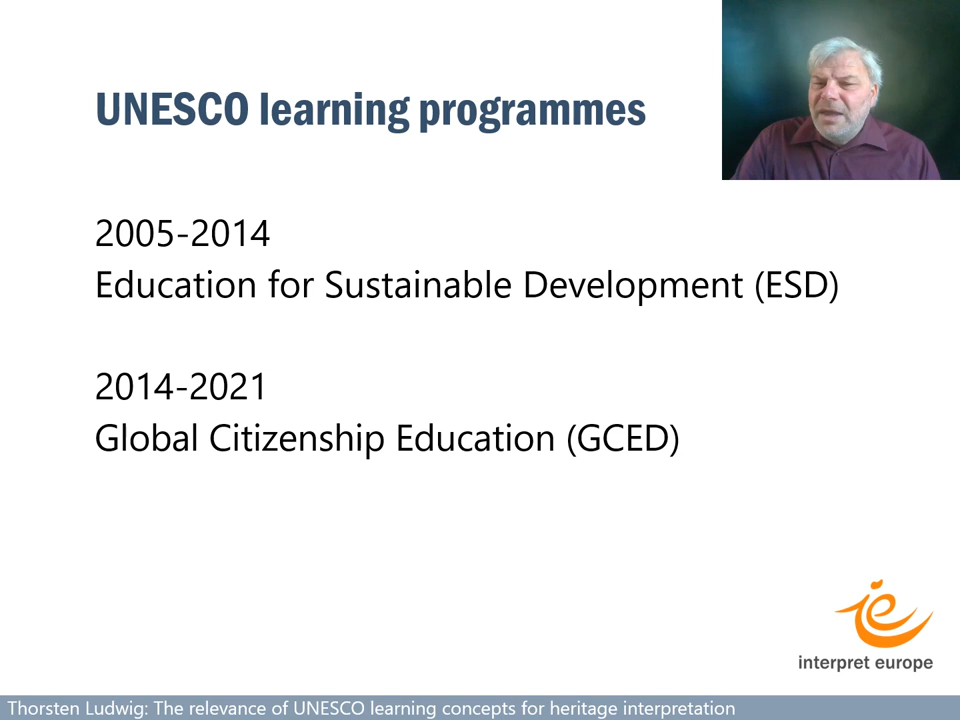 UNESCO learning programmes
2005-2014
Education for Sustainable Development (ESD)
2014-2021
Global Citizenship Education (GCED)
ie
interpret europe
Thorsten Ludwig: The relevance of UNESCO learning concepts for heritage interpretation